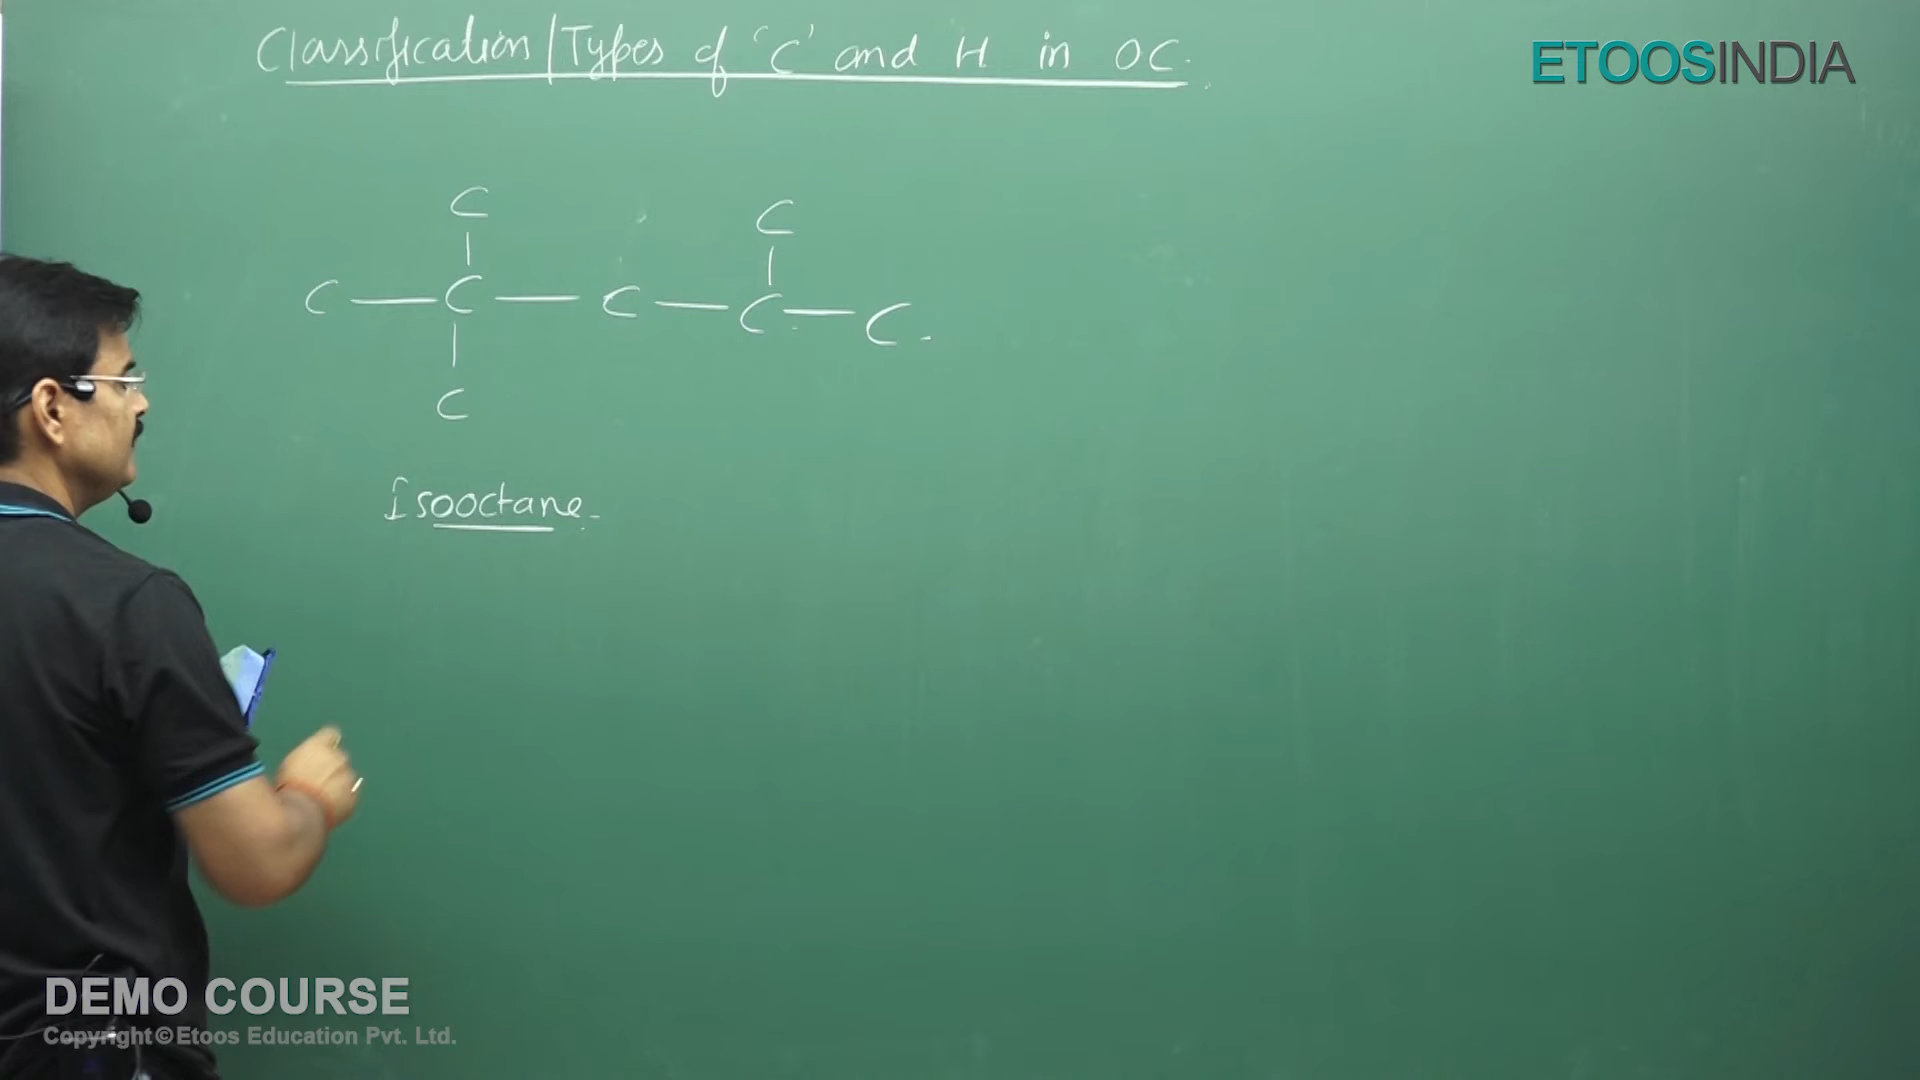 Classification/Types of 'C' and H in OC.
ETOOSINDIA
C C
C — C — C — C — C.
C
Isooctane
DEMO COURSE
Copyright © Etoos Education Pvt. Ltd.